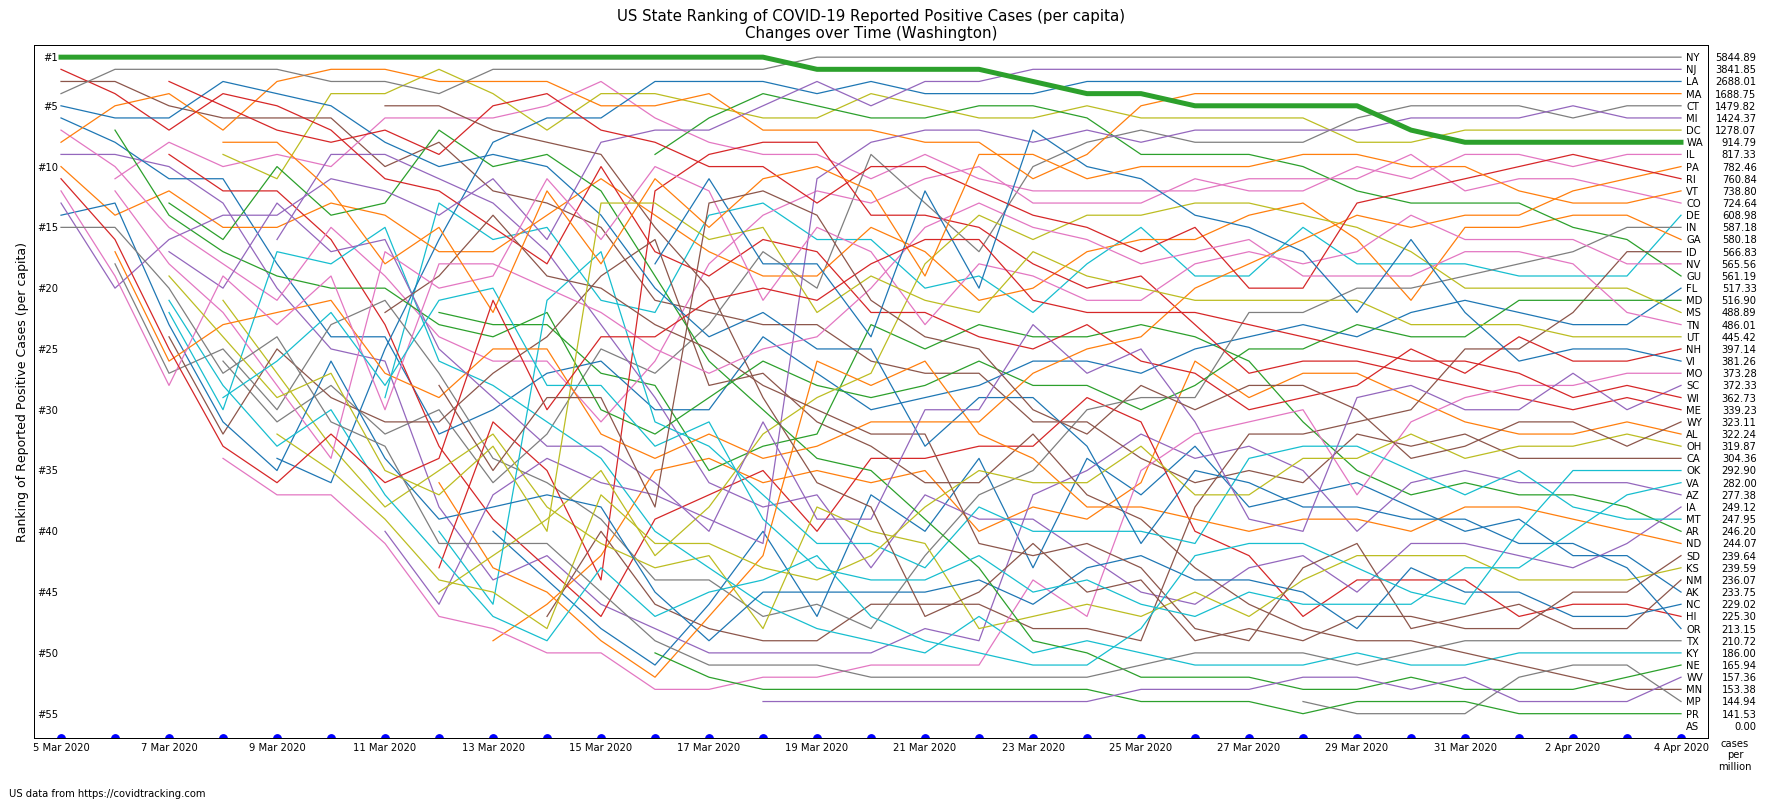 US State Ranking of COVID-19 Reported Positive Cases (per capita)
Changes over Time (Washington)
Ranking of Reported Positive Cases (per capita)
#1
#5
#10
#15
#20
#25
#30
#35
#40
#45
#50
#55
NY 5844.89
NJ 3841.85
LA 2688.01
MA 1688.75
CT 1479.82
MI 1424.37
DC 1278.07
WA 914.79
IL 817.33
PA 782.46
RI 760.84
VT 738.80
CO 724.64
DE 608.98
IN 587.18
GA 580.18
ID 566.83
NV 565.56
GU 561.19
FL 517.33
MD 516.90
MS 488.89
TN 486.01
UT 445.42
NH 397.14
VI 381.26
MO 373.28
SC 372.33
WI 362.73
ME 339.23
WY 323.11
AL 322.24
OH 319.87
CA 304.36
OK 292.90
VA 282.00
AZ 277.38
IA 249.12
MT 247.95
AR 246.20
ND 244.07
SD 239.64
KS 239.59
NM 236.07
AK 233.75
NC 229.02
HI 225.30
OR 213.15
TX 210.72
KY 186.00
NE 165.94
WV 157.36
MN 153.38
MP 144.94
PR 141.53
AS 0.00
5 Mar 2020 7 Mar 2020 9 Mar 2020 11 Mar 2020 13 Mar 2020 15 Mar 2020 17 Mar 2020 19 Mar 2020 21 Mar 2020 23 Mar 2020 25 Mar 2020 27 Mar 2020 29 Mar 2020 31 Mar 2020 2 Apr 2020 4 Apr 2020
cases
per
million
US data from https://covidtracking.com